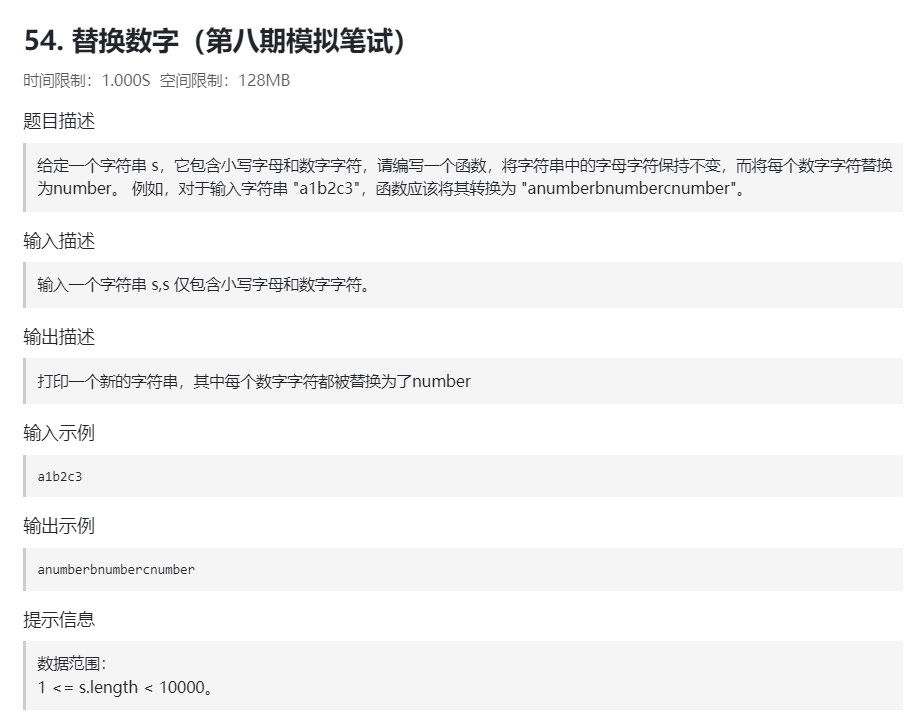 54. 替换数字（第八期模拟笔试）
时间限制：1.000S 空间限制：128MB
题目描述
给定一个字符串 s，它包含小写字母和数字字符，请编写一个函数，将字符串中的字母字符保持不变，而将每个数字字符替换
为number。 例如，对于输入字符串 "a1b2c3"，函数应该将其转换为 "anumberbnumbercnumber"。
输入描述
输入一个字符串 s,s 仅包含小写字母和数字字符。
输出描述
打印一个新的字符串，其中每个数字字符都被替换为了number
输入示例
a1b2c3
输出示例
anumberbnumbercnumber
提示信息
数据范围：
1 <= s.length < 10000。